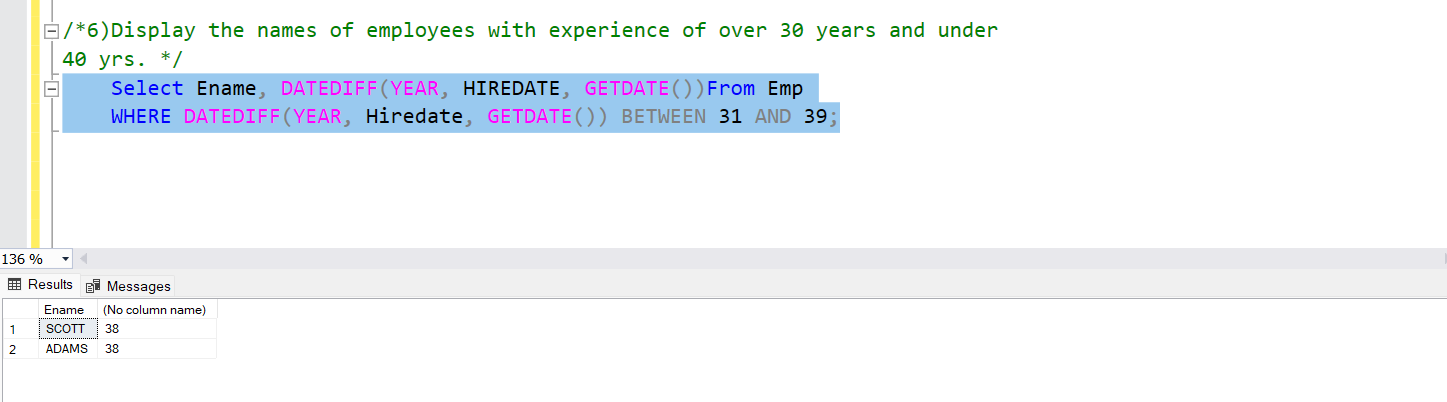 /*6)Display the names of employees with experience of over 30 years and under
40 yrs. */
Select Ename, DATEDIFF(YEAR, HIREDATE, GETDATE())From Emp
WHERE DATEDIFF(YEAR, Hiredate, GETDATE()) BETWEEN 31 AND 39;
136 %
Results Messages
Ename (No column name)
1 SCOTT 38
2 ADAMS 38